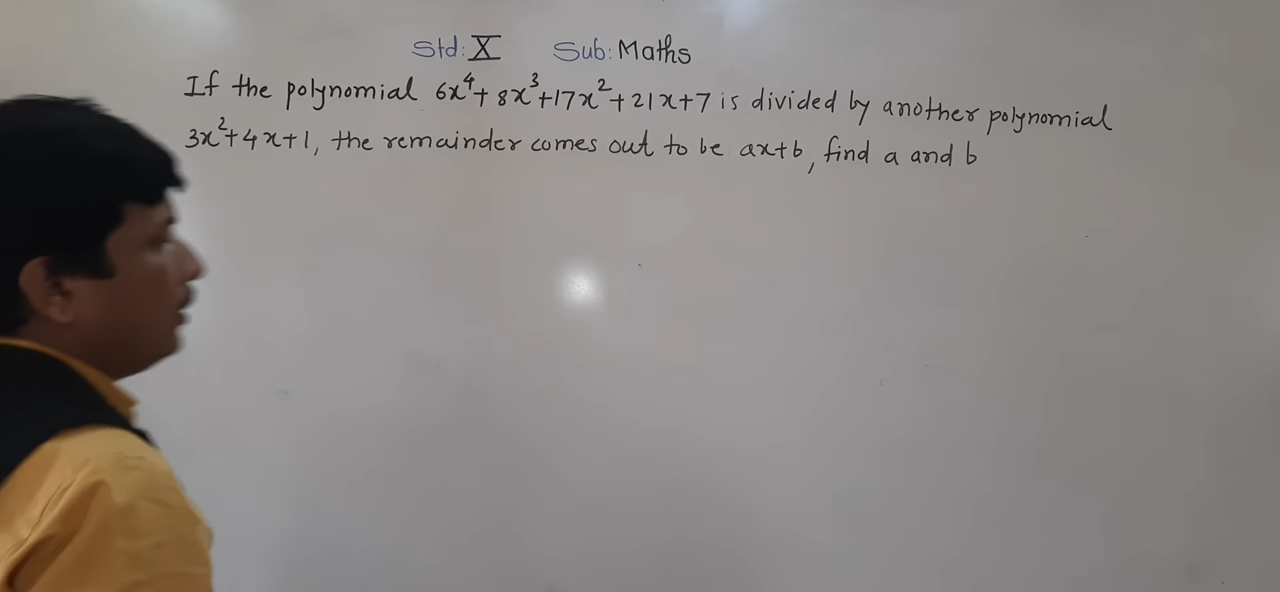 Std: X Sub: Maths
If the polynomial 6x⁴+ 8x³+17x²+21x+7 is divided by another polynomial
3x²+4x+1, the remainder comes out to be ax+b, find a and b